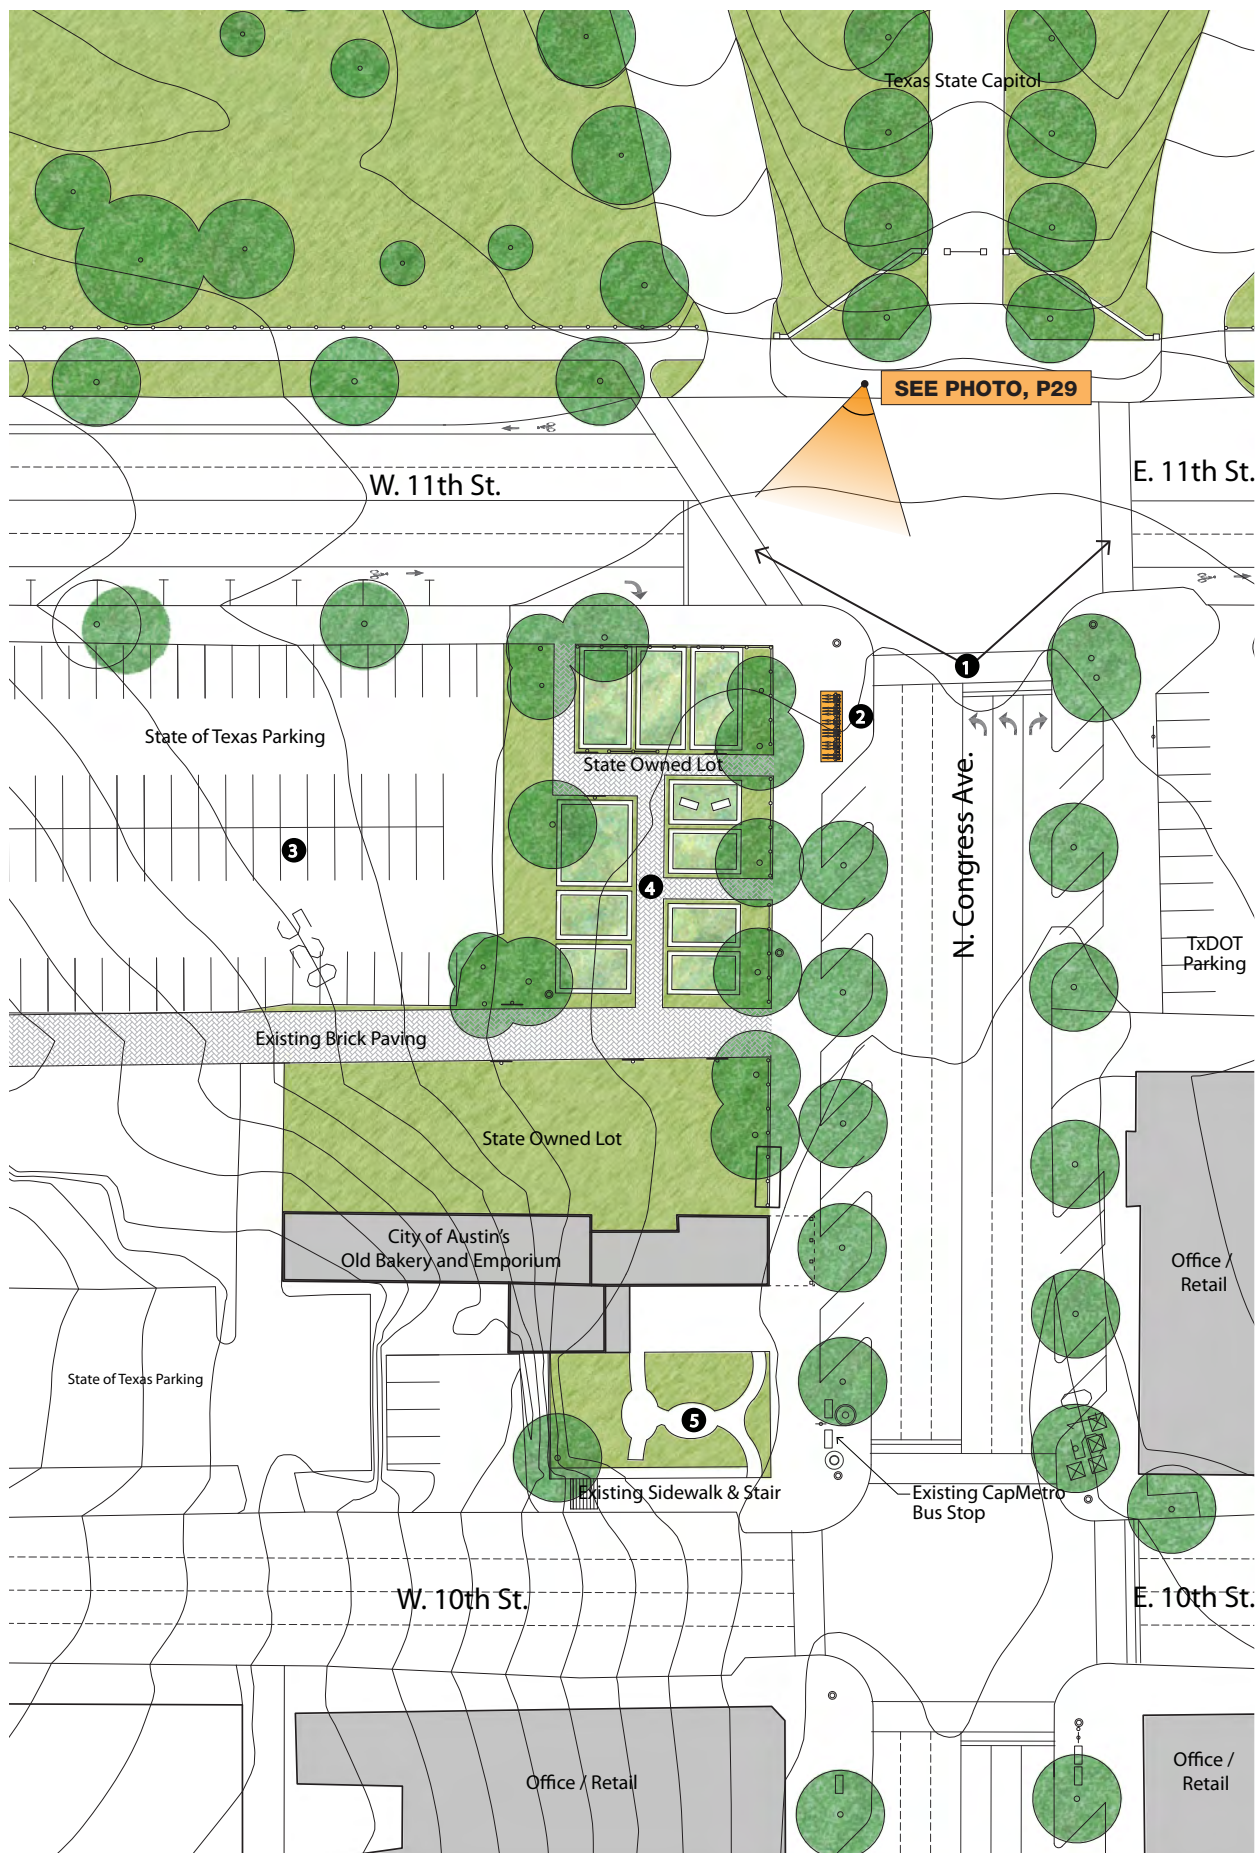 Texas State Capitol
SEE PHOTO, P29
W. 11th St.
E. 11th St.
1
State of Texas Parking
2
State Owned Lot
N. Congress Ave.
3
4
TxDOT
Parking
Existing Brick Paving
State Owned Lot
City of Austin's
Old Bakery and Emporium
Office /
Retail
State of Texas Parking
5
Existing Sidewalk & Stair
Existing CapMetro
Bus Stop
W. 10th St.
E. 10th St.
Office / Retail
Office /
Retail